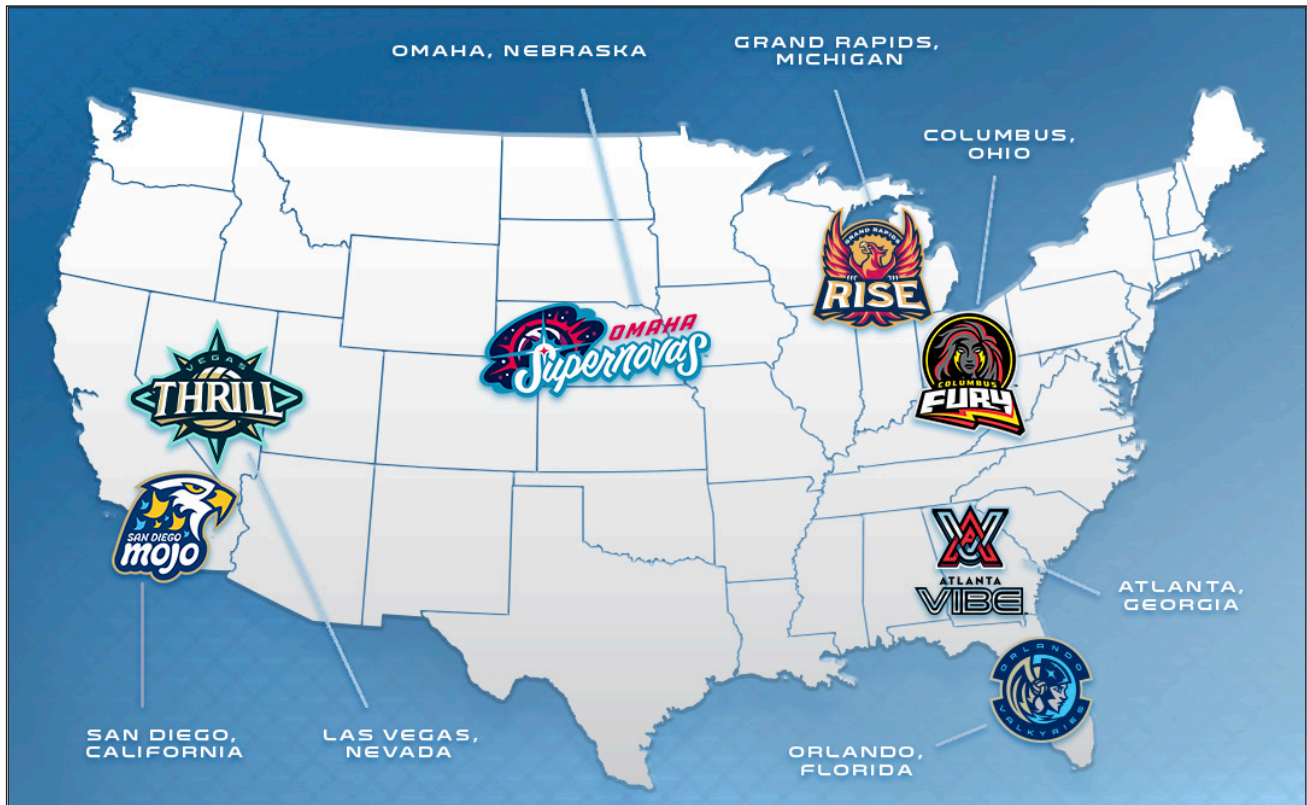 OMAHA, NEBRASKA
GRAND RAPIDS,
MICHIGAN
COLUMBUS,
OHIO
GRAND RAPIDS
RISE
OMAHA
Supernovas
VEGAS
THRILL
COLUMBUS
FURY
SAN DIEGO
mojo
ATLANTA
VIBE
ATLANTA,
GEORGIA
ORLANDO
VALKYRIES
SAN DIEGO,
CALIFORNIA
LAS VEGAS,
NEVADA
ORLANDO,
FLORIDA